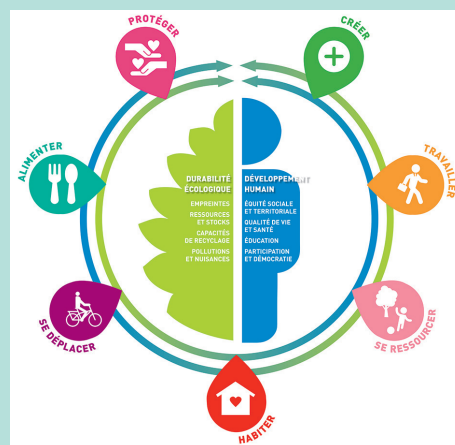 PROTÉGER
CRÉER
ALIMENTER
TRAVAILLER
SE DÉPLACER
SE RESSOURCER
HABITER
DURABILITÉ
ÉCOLOGIQUE
EMPREINTES
RESSOURCES
ET STOCKS
CAPACITÉS
DE RECYCLAGE
POLLUTIONS
ET NUISANCES
DÉVELOPPEMENT
HUMAIN
ÉQUITÉ SOCIALE
ET TERRITORIALE
QUALITÉ DE VIE
ET SANTÉ
ÉDUCATION
PARTICIPATION
ET DÉMOCRATIE